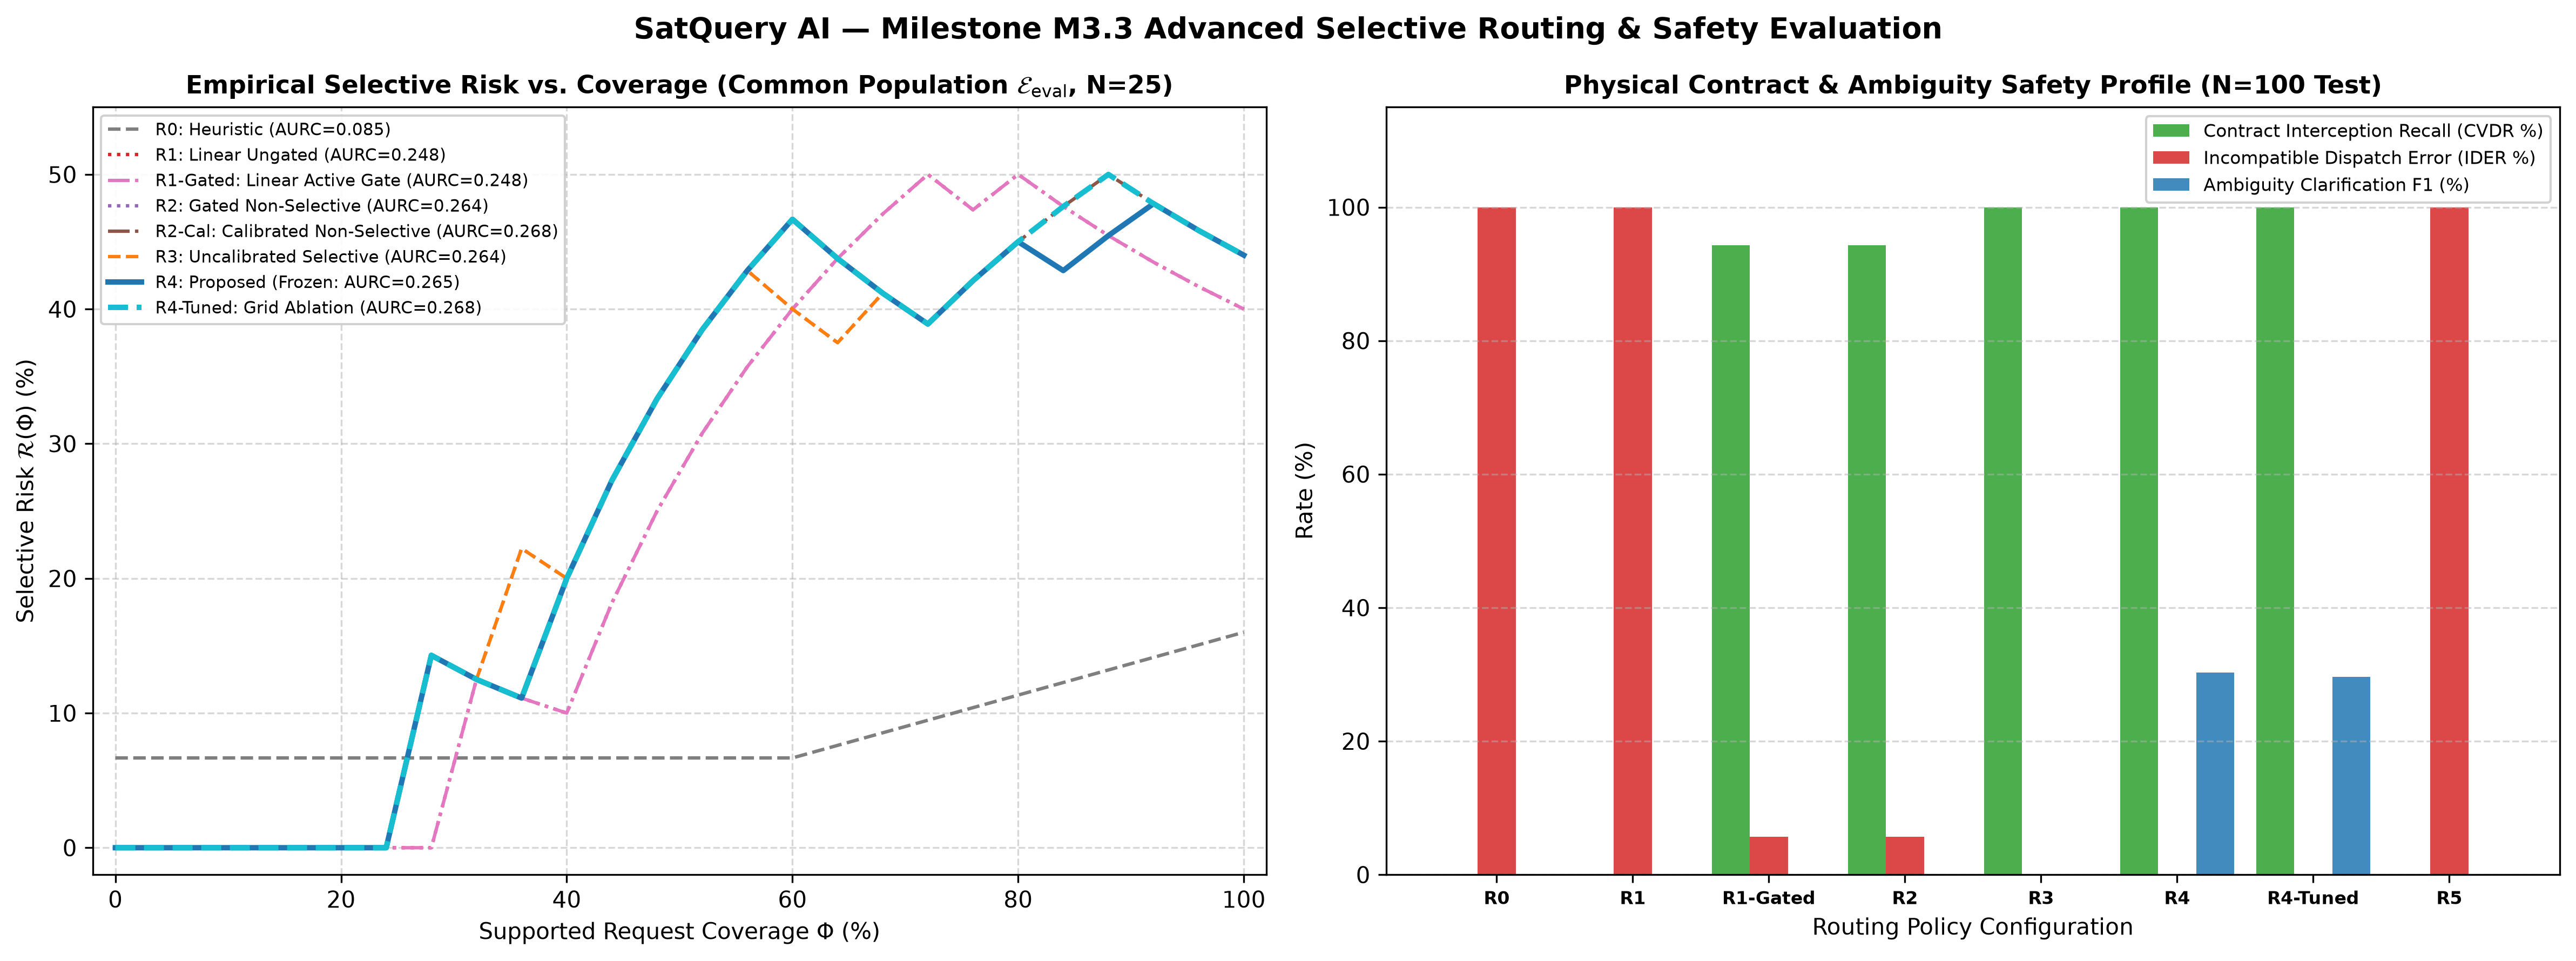 SatQuery AI — Milestone M3.3 Advanced Selective Routing & Safety Evaluation
Empirical Selective Risk vs. Coverage (Common Population ℰeval, N=25)
R0: Heuristic (AURC=0.085)
R1: Linear Ungated (AURC=0.248)
R1-Gated: Linear Active Gate (AURC=0.248)
R2: Gated Non-Selective (AURC=0.264)
R2-Cal: Calibrated Non-Selective (AURC=0.268)
R3: Uncalibrated Selective (AURC=0.264)
R4: Proposed (Frozen: AURC=0.265)
R4-Tuned: Grid Ablation (AURC=0.268)
Selective Risk ℛ(Φ) (%)
50
40
30
20
10
0
0 20 40 60 80 100
Supported Request Coverage Φ (%)
Physical Contract & Ambiguity Safety Profile (N=100 Test)
Contract Interception Recall (CVDR %)
Incompatible Dispatch Error (IDER %)
Ambiguity Clarification F1 (%)
Rate (%)
100
80
60
40
20
0
R0 R1 R1-Gated R2 R3 R4 R4-Tuned R5
Routing Policy Configuration